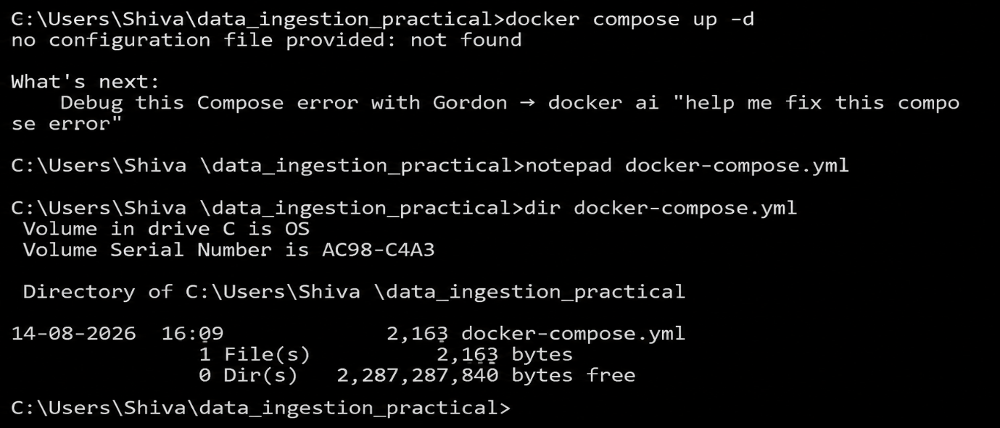 C:\Users\Shiva\data_ingestion_practical>docker compose up -d
no configuration file provided: not found
What's next:
    Debug this Compose error with Gordon → docker ai "help me fix this compo
se error"
C:\Users\Shiva \data_ingestion_practical>notepad docker-compose.yml
C:\Users\Shiva \data_ingestion_practical>dir docker-compose.yml
 Volume in drive C is OS
 Volume Serial Number is AC98-C4A3
 Directory of C:\Users\Shiva \data_ingestion_practical
14-08-2026  16:09             2,163 docker-compose.yml
               1 File(s)          2,163 bytes
               0 Dir(s)   2,287,287,840 bytes free
C:\Users\Shiva\data_ingestion_practical>